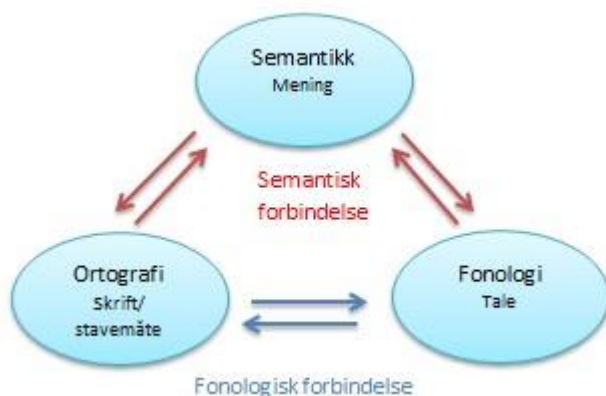 Semantikk
Mening
Semantisk
forbindelse
Ortografi
Skrift/
stavemåte
Fonologi
Tale
Fonologisk forbindelse